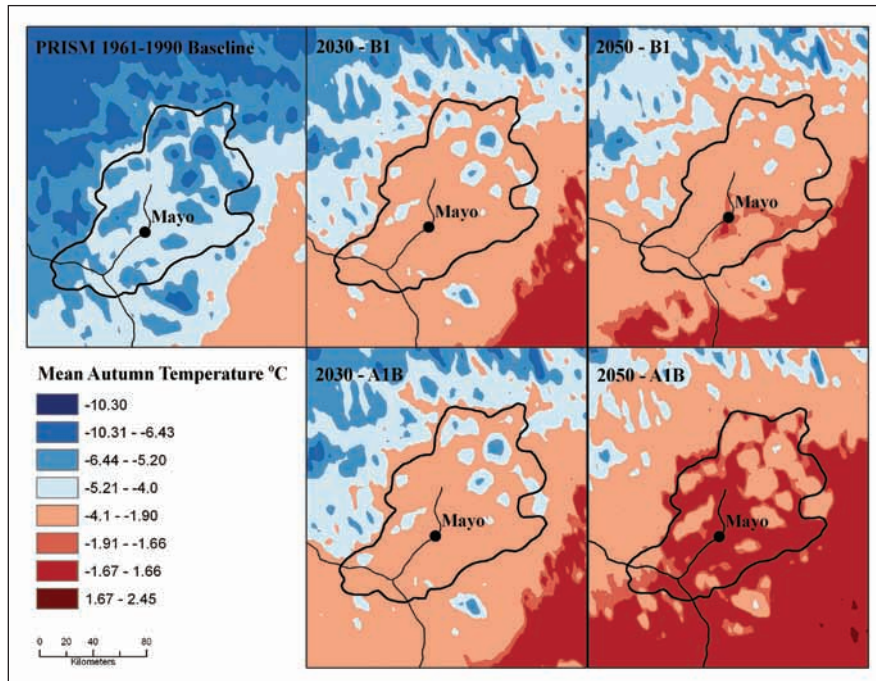 PRISM 1961-1990 Baseline
2030 - B1
2050 - B1
Mayo
Mayo
Mayo
Mean Autumn Temperature °C
-10.30
-10.31 - -6.43
-6.44 - -5.20
-5.21 - -4.0
-4.1 - -1.90
-1.91 - -1.66
-1.67 - 1.66
1.67 - 2.45
0 20 40 80
Kilometers
2030 - A1B
2050 - A1B
Mayo
Mayo